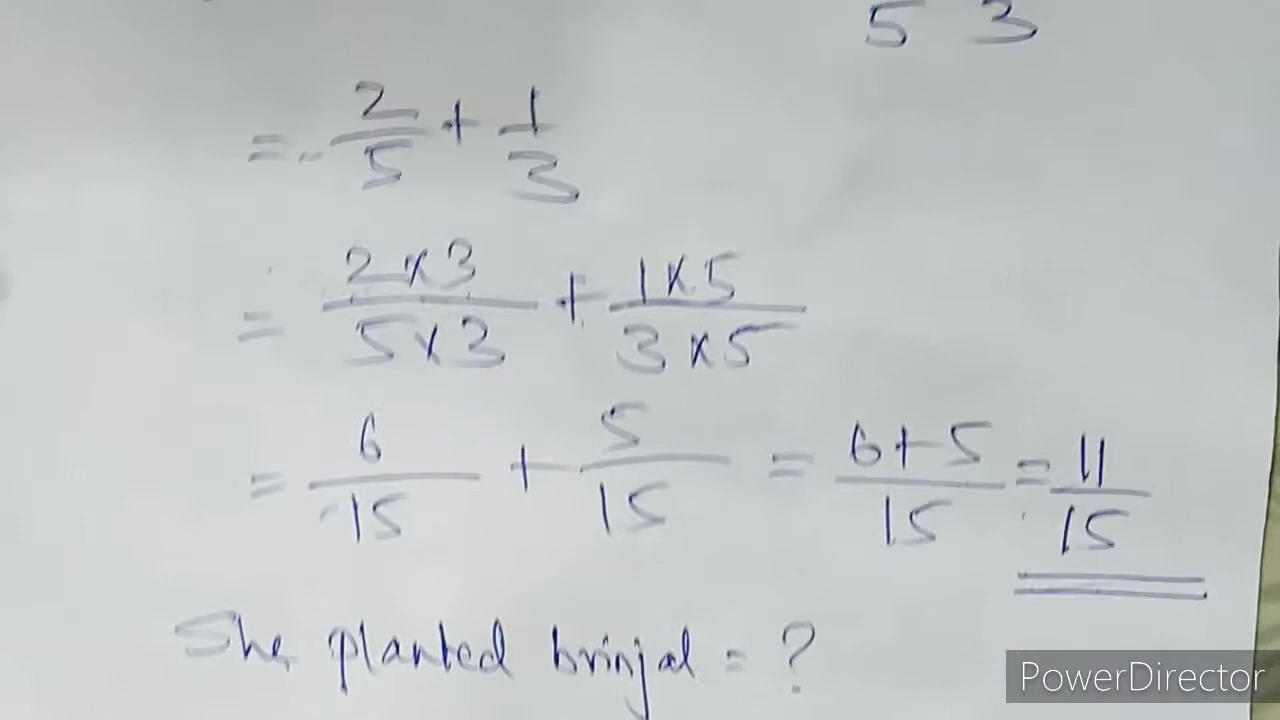 5 3
= 2/5 + 1/3
= 2×3/5×3 + 1×5/3×5
= 6/15 + 5/15 = 6+5/15 = 11/15
She planted brinjal = ?
PowerDirector